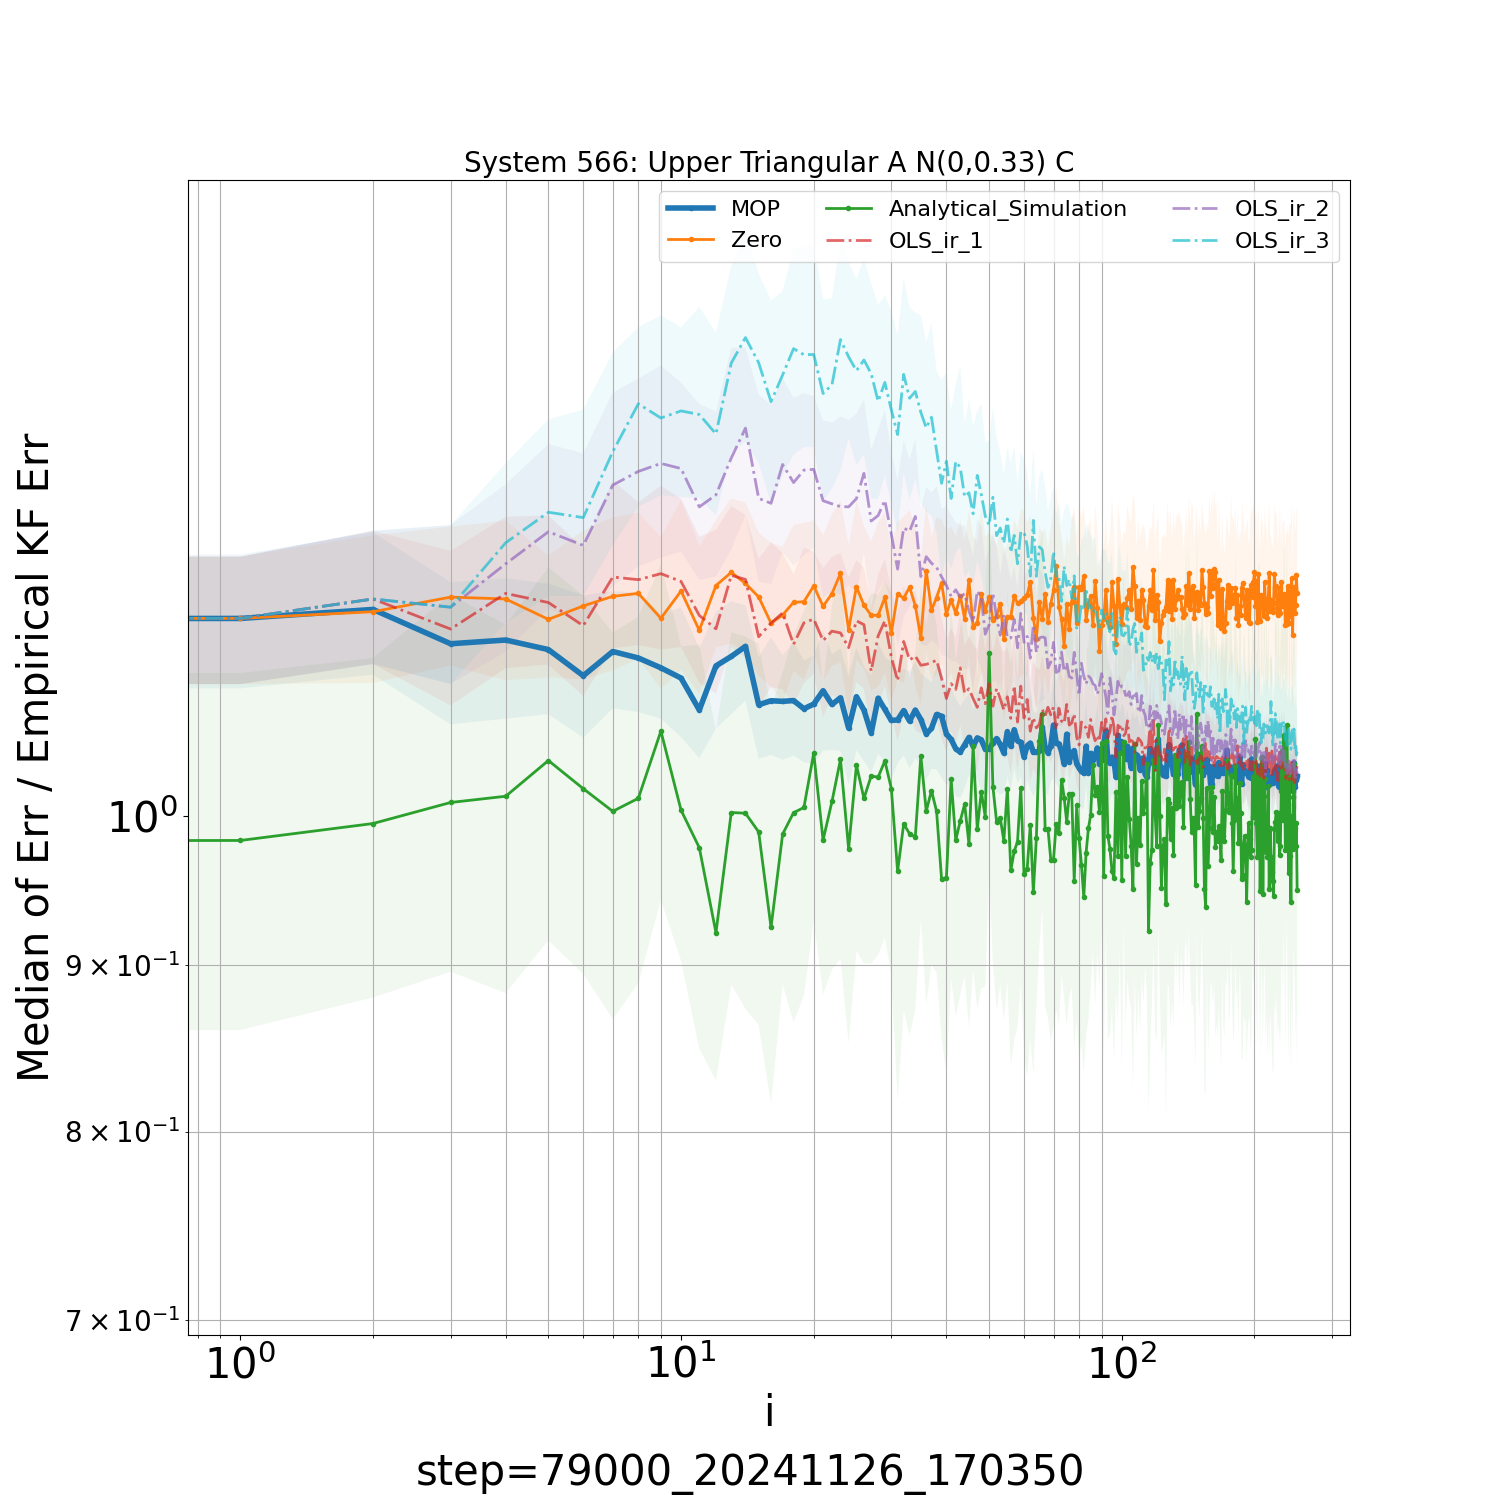 System 566: Upper Triangular A N(0,0.33) C
MOP
Zero
Analytical_Simulation
OLS_ir_1
OLS_ir_2
OLS_ir_3
Median of Err / Empirical KF Err
10⁰
9 × 10⁻¹
8 × 10⁻¹
7 × 10⁻¹
10⁰ 10¹ 10²
i
step=79000_20241126_170350